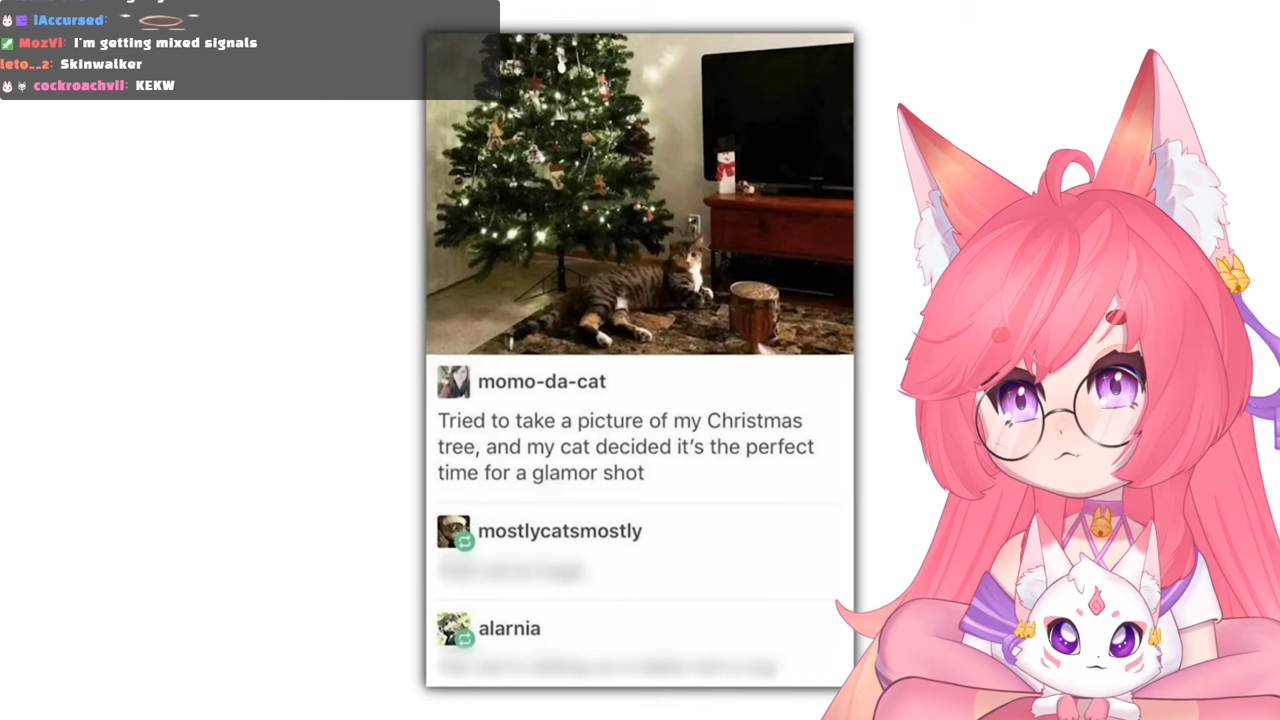 lAccursed:
MozVi: I'm getting mixed signals
leto__z: Skinwalker
cockroachvii: KEKW
momo-da-cat
Tried to take a picture of my Christmas
tree, and my cat decided it's the perfect
time for a glamor shot
mostlycatsmostly
alarnia